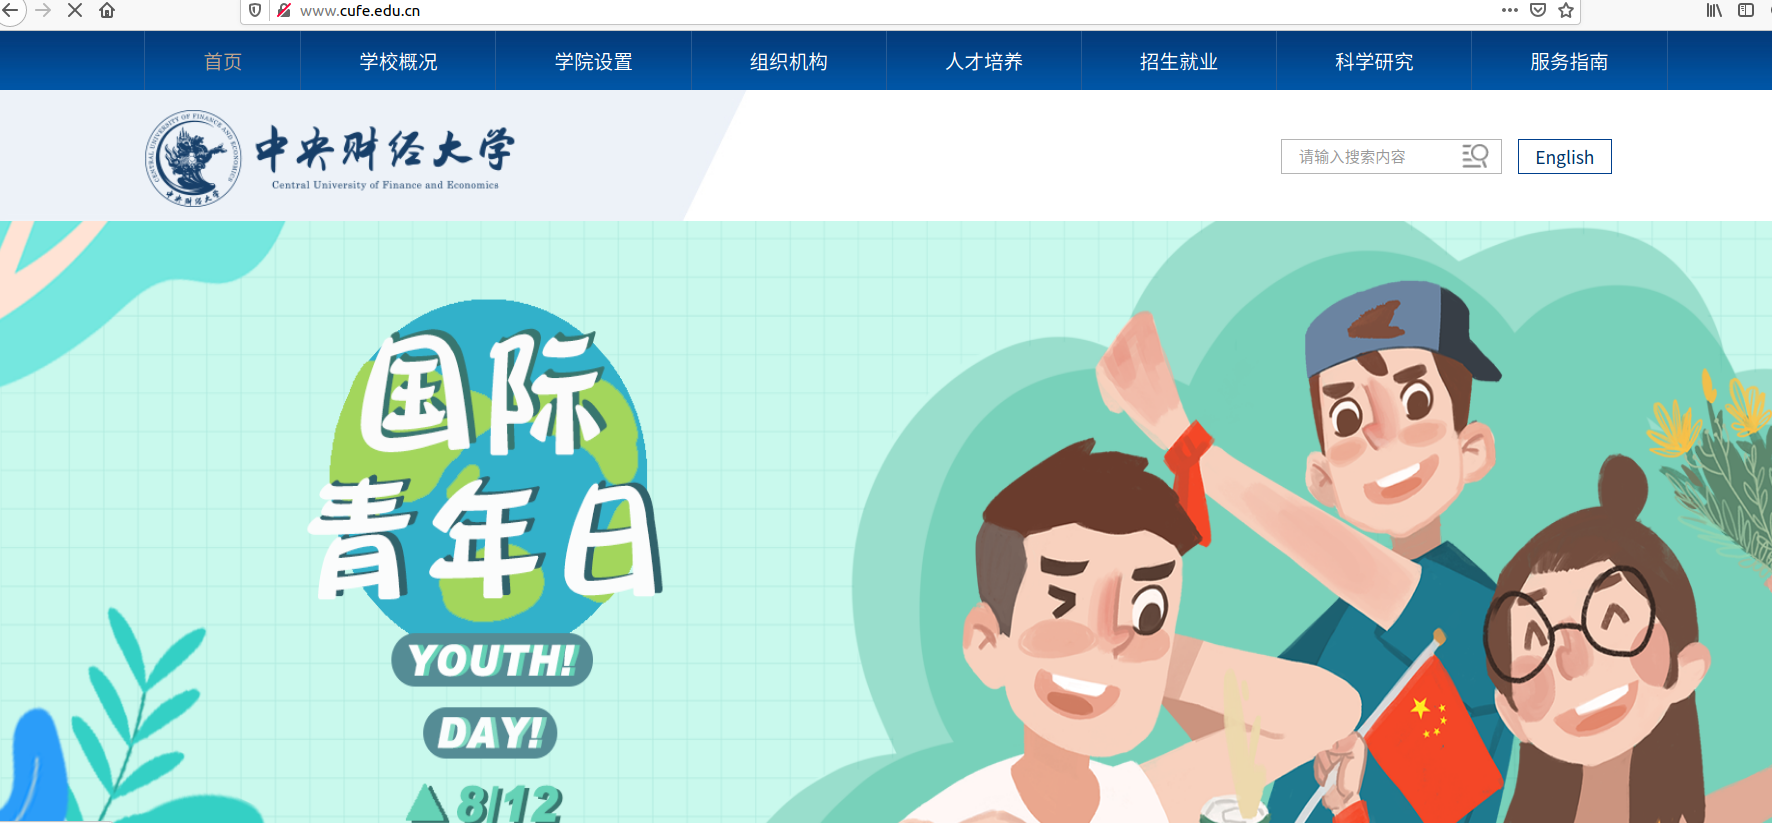 www.cufe.edu.cn
首页
学校概况
学院设置
组织机构
人才培养
招生就业
科学研究
服务指南
CENTRAL UNIVERSITY OF FINANCE AND ECONOMICS
中央财经大学
中央财经大学
Central University of Finance and Economics
请输入搜索内容
English
国际
青年日
YOUTH!
DAY!
8/12